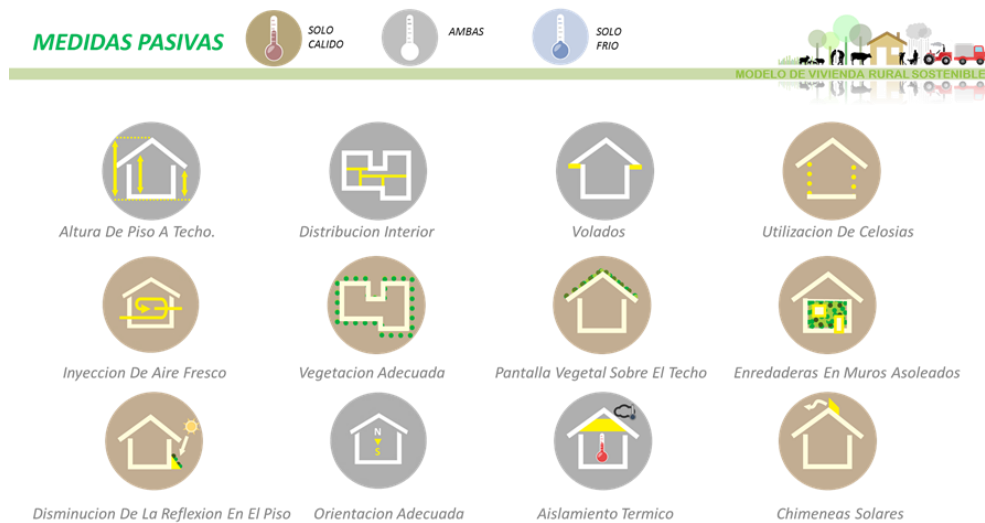 MEDIDAS PASIVAS
SOLO
CALIDO
AMBAS
SOLO
FRIO
MODELO DE VIVIENDA RURAL SOSTENIBLE
Altura De Piso A Techo.
Distribucion Interior
Volados
Utilizacion De Celosias
Inyeccion De Aire Fresco
Vegetacion Adecuada
Pantalla Vegetal Sobre El Techo
Enredaderas En Muros Asoleados
N
S
Disminucion De La Reflexion En El Piso
Orientacion Adecuada
Aislamiento Termico
Chimeneas Solares